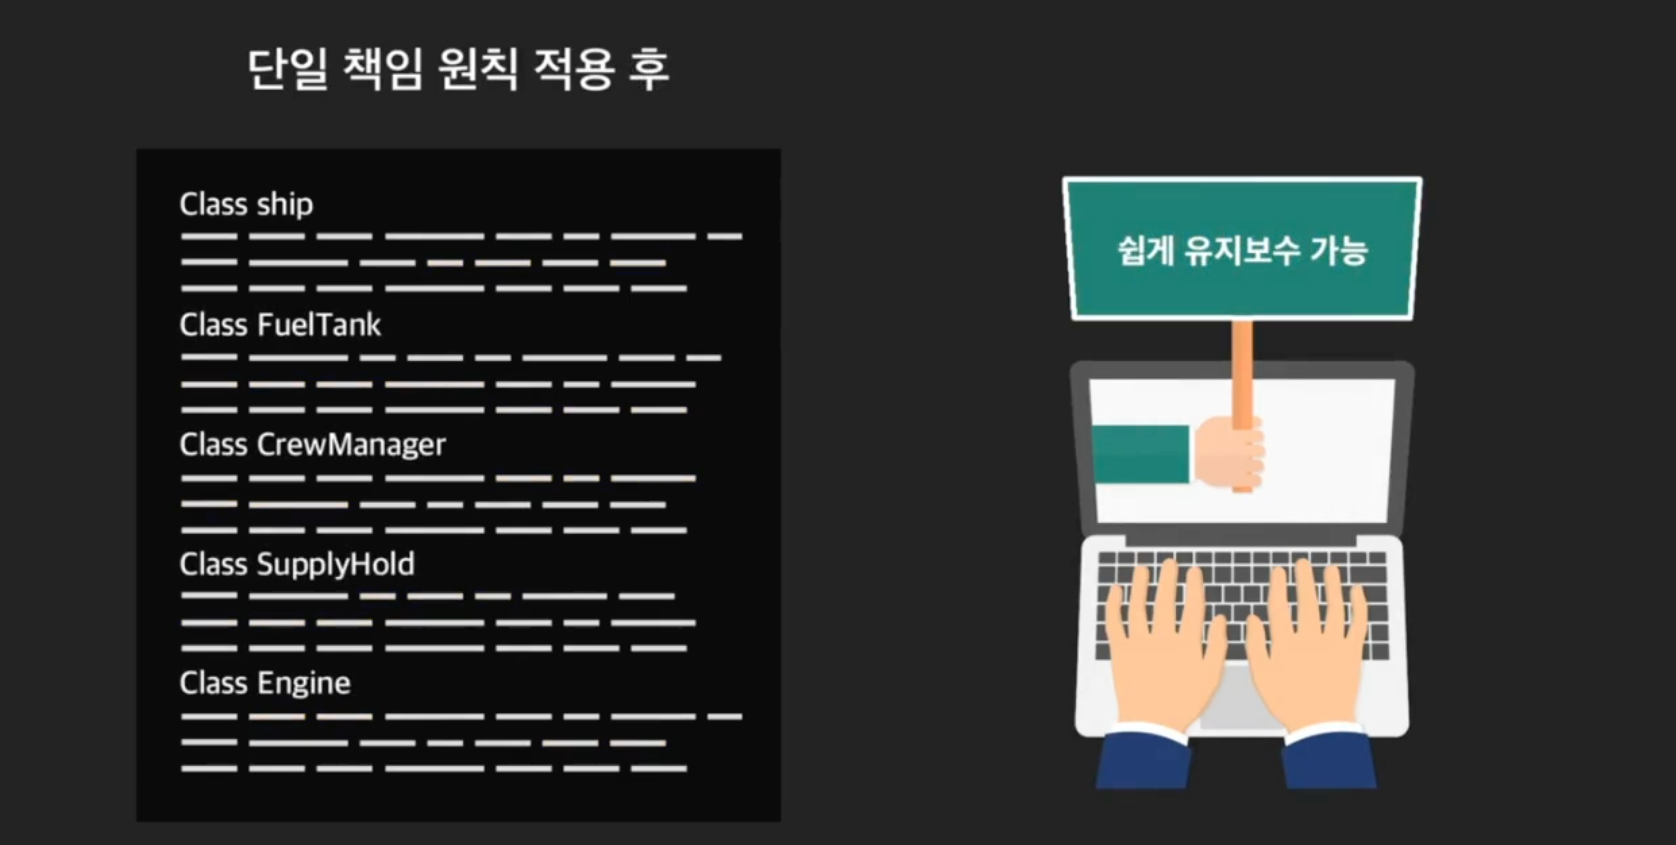 단일 책임 원칙 적용 후
Class ship
Class FuelTank
Class CrewManager
Class SupplyHold
Class Engine
쉽게 유지보수 가능